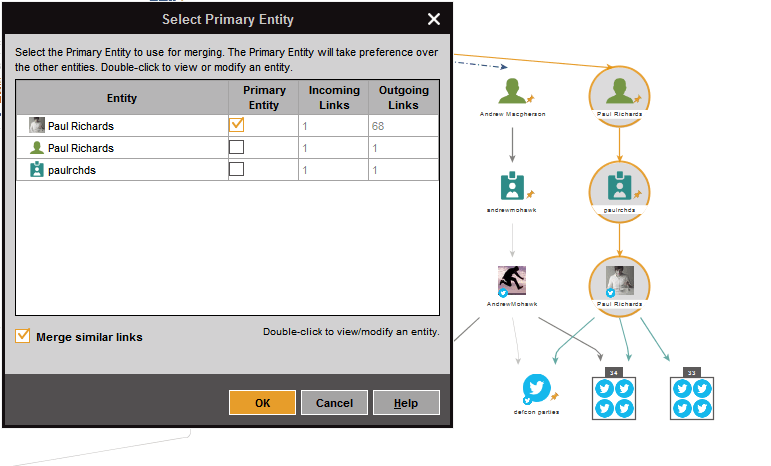 Select Primary Entity
Select the Primary Entity to use for merging. The Primary Entity will take preference over
the other entities. Double-click to view or modify an entity.
Entity
Primary
Entity
Incoming
Links
Outgoing
Links
Paul Richards
1
68
Paul Richards
1
1
paulrchds
1
1
Merge similar links
Double-click to view/modify an entity.
OK
Cancel
Help
Andrew Macpherson
Paul Richards
andrewmohawk
paulrchds
AndrewMohawk
Paul Richards
defcon parties
34
33